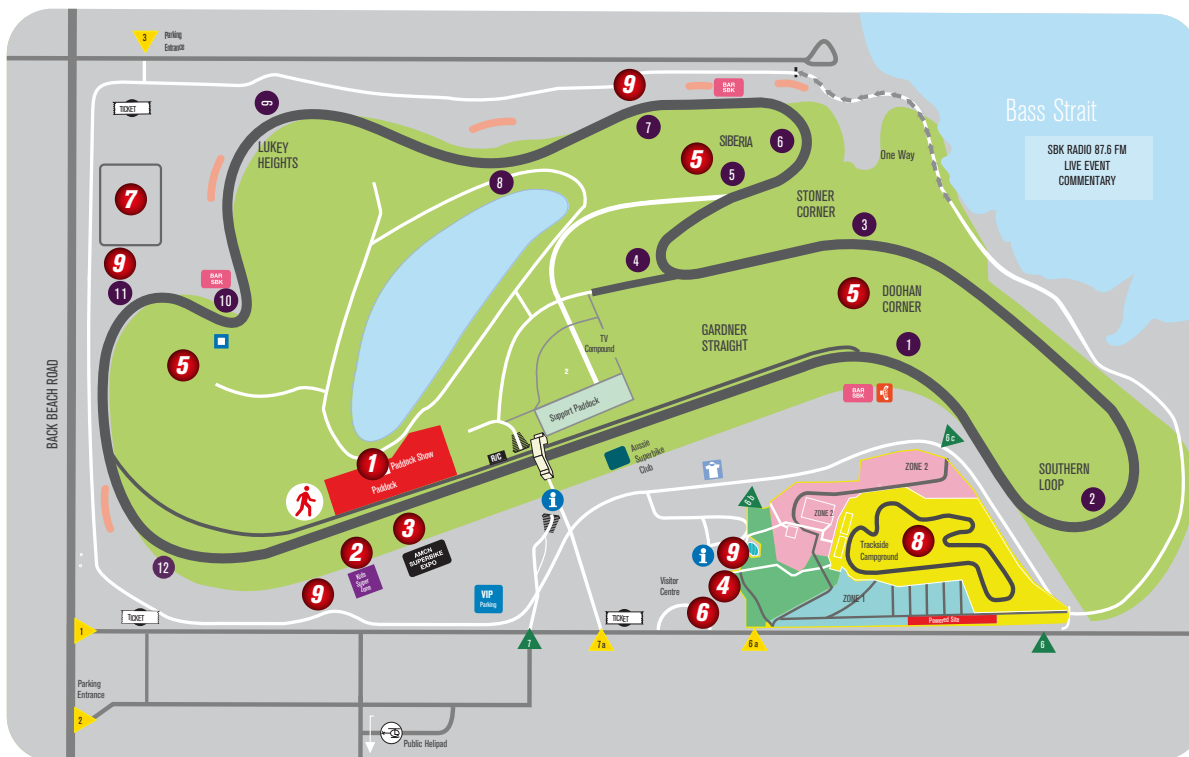 3
Parking
Entrance
TICKET
9
9
BAR
SBK
7
LUKEY
HEIGHTS
SIBERIA
6
5
5
7
8
One Way
Bass Strait
SBK RADIO 87.6 FM
LIVE EVENT
COMMENTARY
STONER
CORNER
3
4
9
11
BAR
SBK
10
5
DOOHAN
CORNER
5
GARDNER
STRAIGHT
1
TV
Compound
2
BAR
SBK
BACK BEACH ROAD
Support Paddock
R/C
Aussie
Superbike
Club
1
Paddock Show
Paddock
i
6c
ZONE 2
SOUTHERN
LOOP
2
6b
ZONE 2
3
AMCN
SUPERBIKE
EXPO
2
Kids
Super
Zone
12
9
VIP
Parking
i
9
Trackside
Campground
8
Visitor
Centre
4
6
ZONE 1
Powered Site
TICKET
TICKET
1
7
7a
6a
6
Parking
Entrance
2
Public Helipad